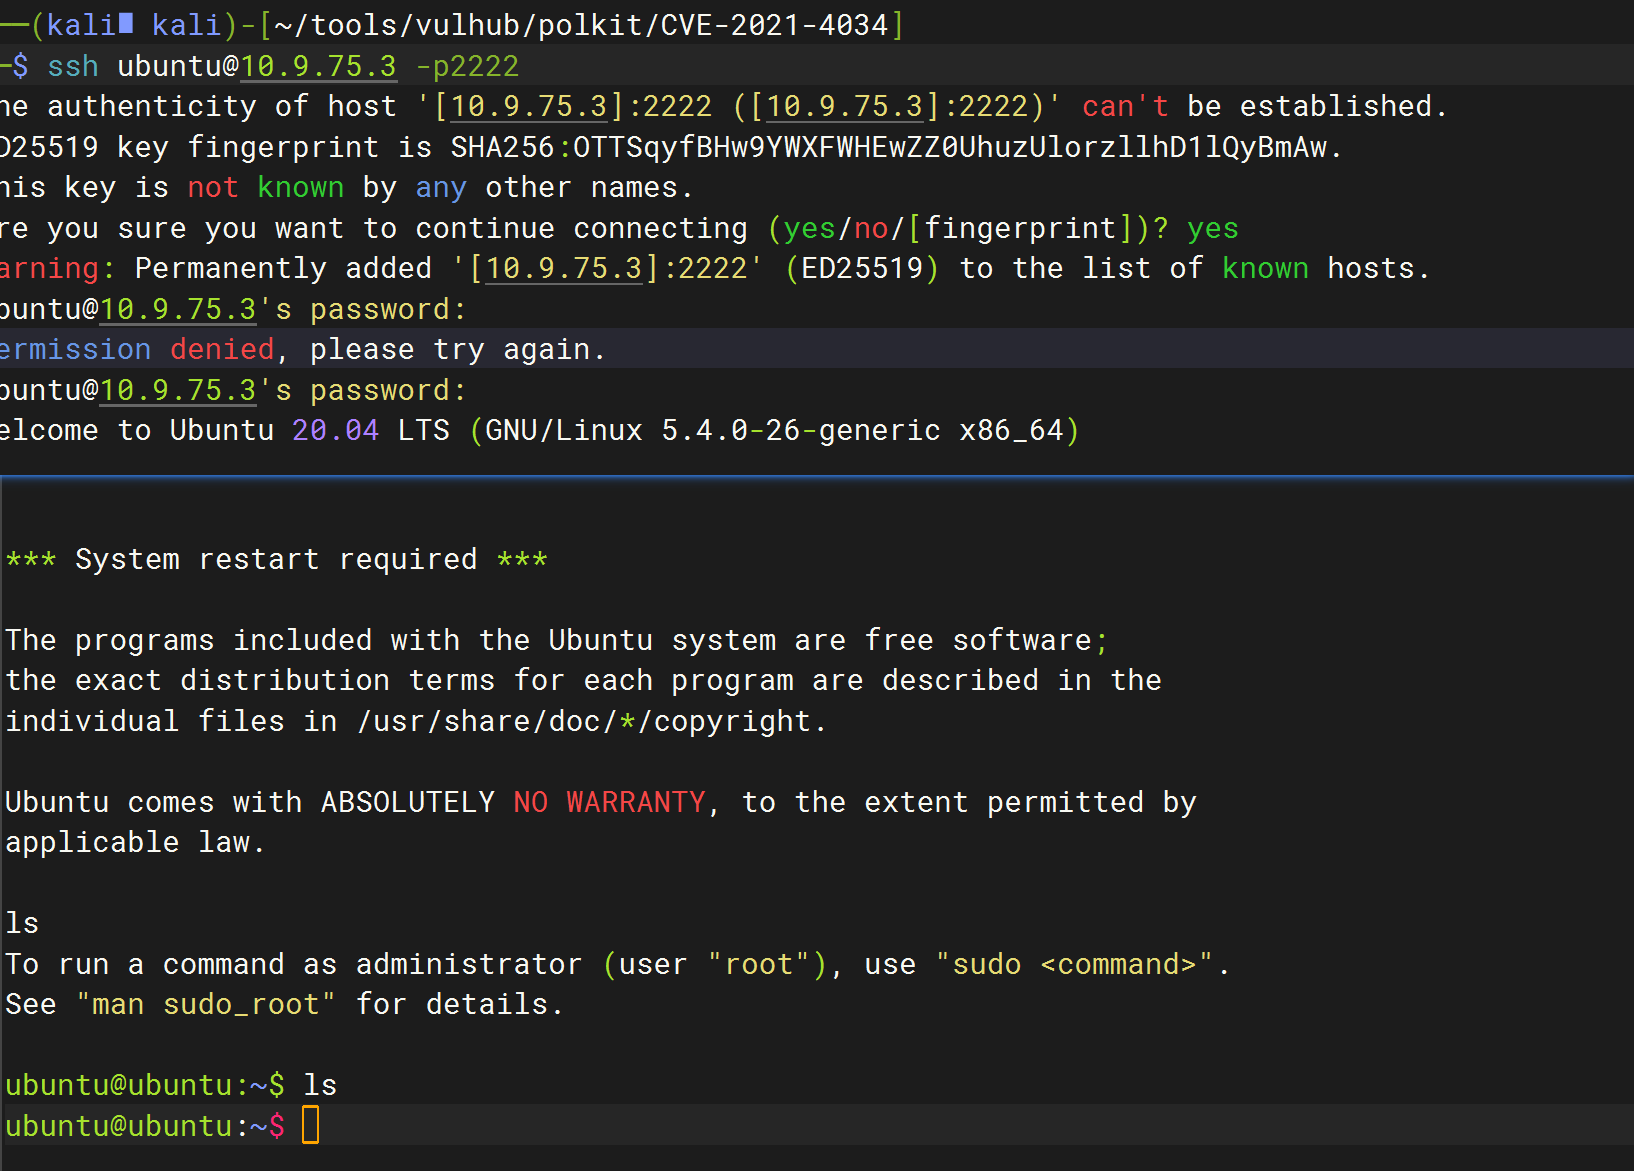 ──(kali kali)-[~/tools/vulhub/polkit/CVE-2021-4034]
─$ ssh ubuntu@10.9.75.3 -p2222
he authenticity of host '[10.9.75.3]:2222 ([10.9.75.3]:2222)' can't be established.
D25519 key fingerprint is SHA256:OTTSqyfBHw9YWXFWHEwZZ0UhuzUlorzllhD1lQyBmAw.
his key is not known by any other names.
re you sure you want to continue connecting (yes/no/[fingerprint])? yes
arning: Permanently added '[10.9.75.3]:2222' (ED25519) to the list of known hosts.
buntu@10.9.75.3's password:
ermission denied, please try again.
buntu@10.9.75.3's password:
elcome to Ubuntu 20.04 LTS (GNU/Linux 5.4.0-26-generic x86_64)
*** System restart required ***
The programs included with the Ubuntu system are free software;
the exact distribution terms for each program are described in the
individual files in /usr/share/doc/*/copyright.
Ubuntu comes with ABSOLUTELY NO WARRANTY, to the extent permitted by
applicable law.
ls
To run a command as administrator (user "root"), use "sudo <command>".
See "man sudo_root" for details.
ubuntu@ubuntu:~$ ls
ubuntu@ubuntu:~$